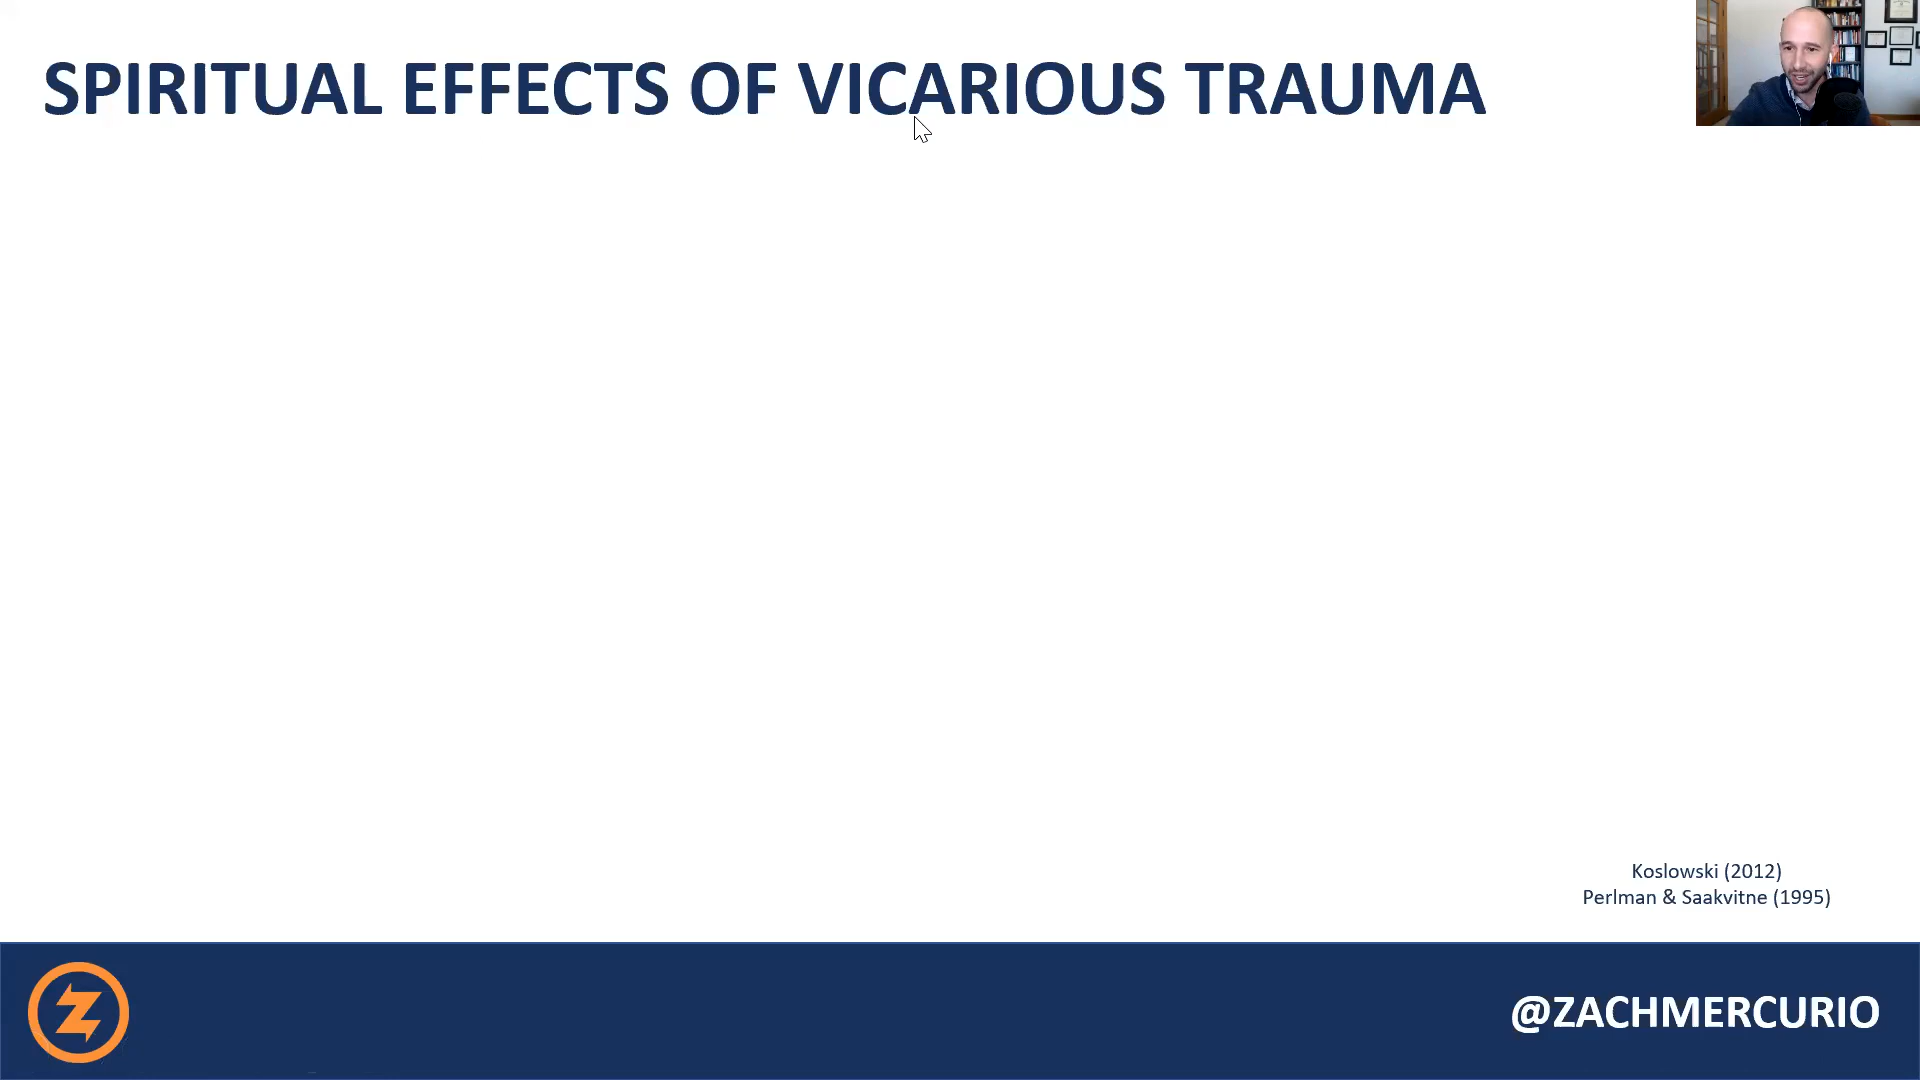 SPIRITUAL EFFECTS OF VICARIOUS TRAUMA
Koslowski (2012)
Perlman & Saakvitne (1995)
@ZACHMERCURIO